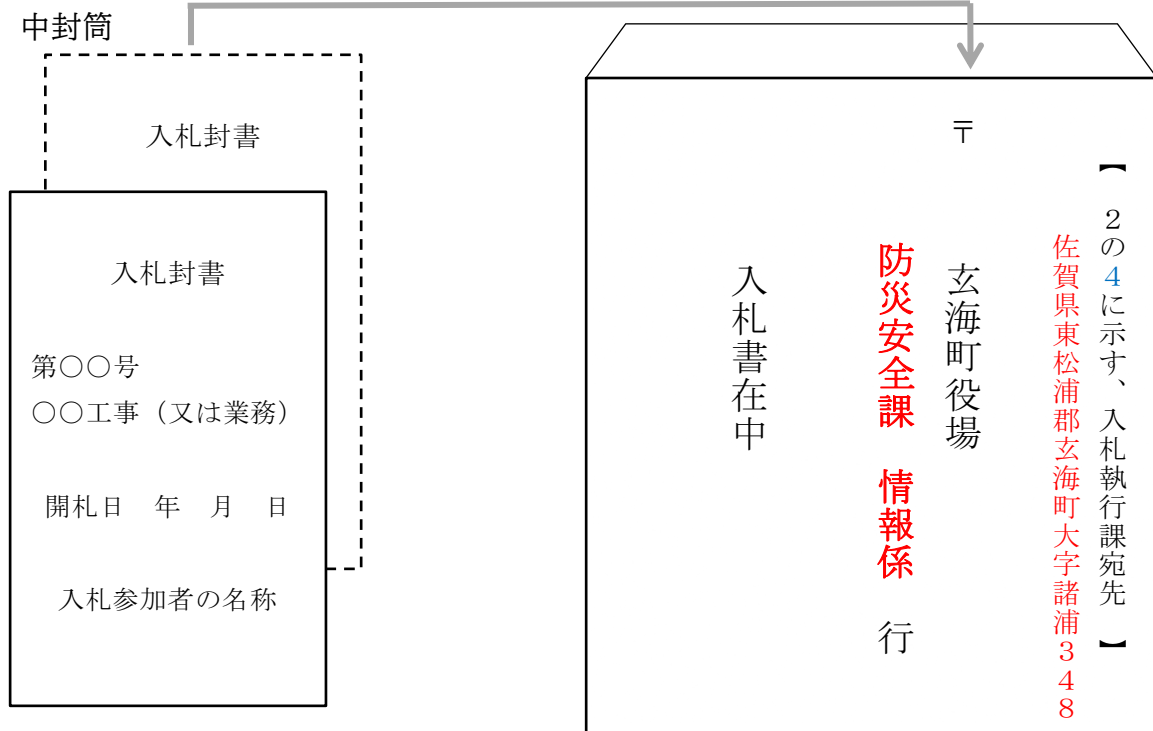 中封筒
入札封書
入札封書
第○○号
○○工事（又は業務）
開札日　年　月　日
入札参加者の名称
【　２の４に示す、入札執行課宛先　】
佐賀県東松浦郡玄海町大字諸浦３４８
〒
玄海町役場
防災安全課　情報係　行
入札書在中